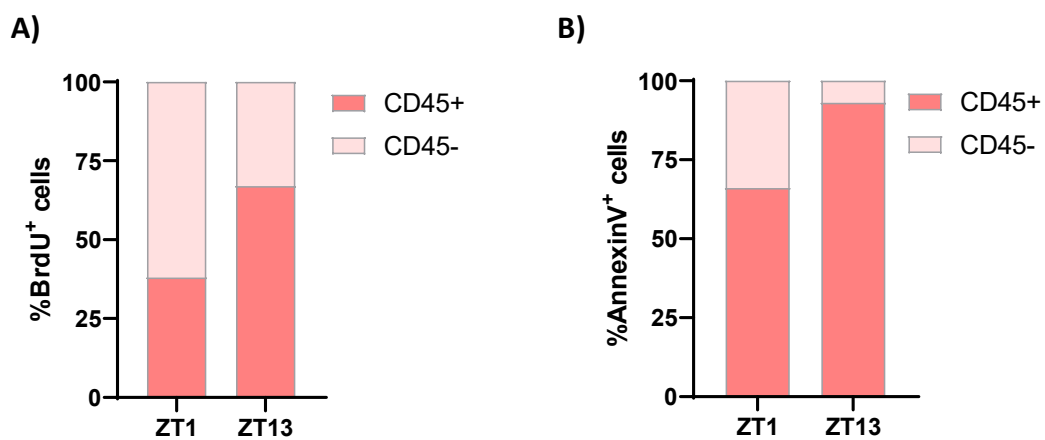 A)
%BrdU⁺ cells
100
75
50
25
0
ZT1
ZT13
CD45+
CD45-
B)
%AnnexinV⁺ cells
100
75
50
25
0
ZT1
ZT13
CD45+
CD45-